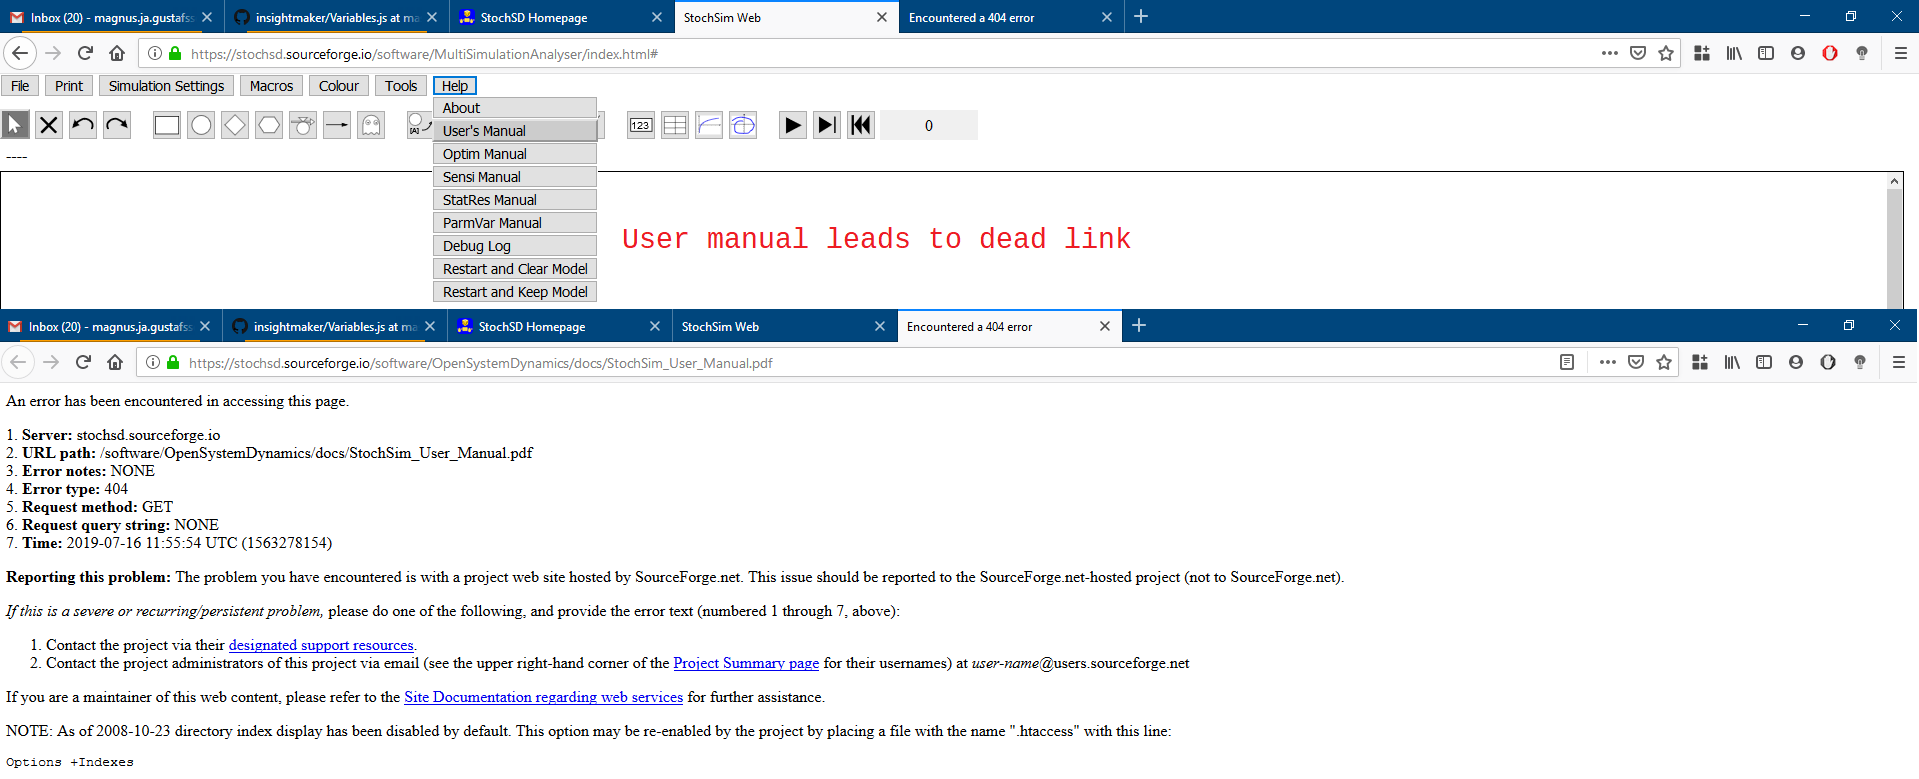 Inbox (20) - magnus.ja.gustafss
insightmaker/Variables.js at ma
StochSD Homepage
StochSim Web
Encountered a 404 error
https://stochsd.sourceforge.io/software/MultiSimulationAnalyser/index.html#
File Print Simulation Settings Macros Colour Tools Help
About
User's Manual
Optim Manual
Sensi Manual
StatRes Manual
ParmVar Manual
Debug Log
Restart and Clear Model
Restart and Keep Model
[A]
123
0
----
User manual leads to dead link
Inbox (20) - magnus.ja.gustafss
insightmaker/Variables.js at ma
StochSD Homepage
StochSim Web
Encountered a 404 error
https://stochsd.sourceforge.io/software/OpenSystemDynamics/docs/StochSim_User_Manual.pdf
An error has been encountered in accessing this page.
1. Server: stochsd.sourceforge.io
2. URL path: /software/OpenSystemDynamics/docs/StochSim_User_Manual.pdf
3. Error notes: NONE
4. Error type: 404
5. Request method: GET
6. Request query string: NONE
7. Time: 2019-07-16 11:55:54 UTC (1563278154)
Reporting this problem: The problem you have encountered is with a project web site hosted by SourceForge.net. This issue should be reported to the SourceForge.net-hosted project (not to SourceForge.net).
If this is a severe or recurring/persistent problem, please do one of the following, and provide the error text (numbered 1 through 7, above):
1. Contact the project via their designated support resources.
2. Contact the project administrators of this project via email (see the upper right-hand corner of the Project Summary page for their usernames) at user-name@users.sourceforge.net
If you are a maintainer of this web content, please refer to the Site Documentation regarding web services for further assistance.
NOTE: As of 2008-10-23 directory index display has been disabled by default. This option may be re-enabled by the project by placing a file with the name ".htaccess" with this line:
Options +Indexes